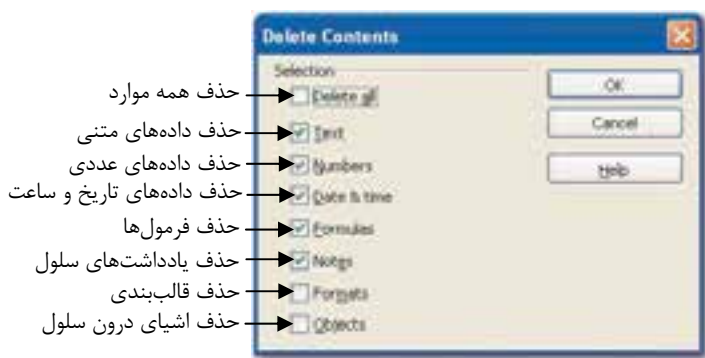 Delete Contents
Selection
حذف همه موارد
Delete all
OK
حذف داده‌های متنی
Text
Cancel
حذف داده‌های عددی
Numbers
Help
حذف داده‌های تاریخ و ساعت
Date & time
حذف فرمول‌ها
Formulas
حذف یادداشت‌های سلول
Notes
حذف قالب‌بندی
Formats
حذف اشیای درون سلول
Objects